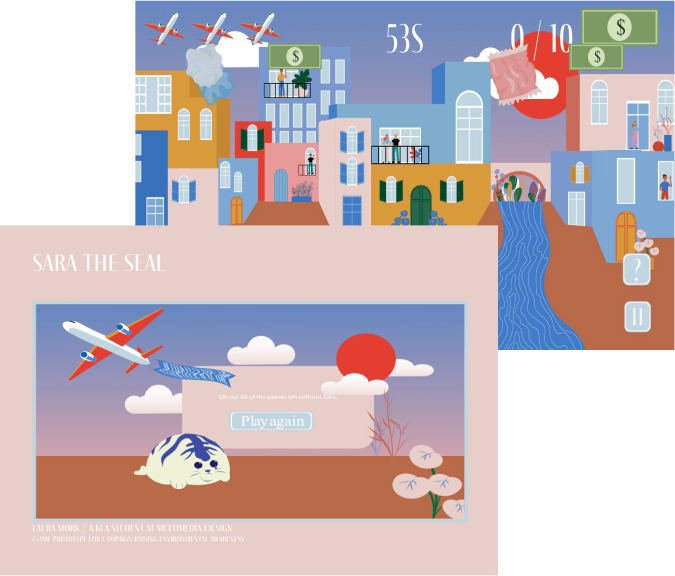 53S
0 / 10
$
$
$
?
SARA THE SEAL
Oh no! All of the planes left without Sara.
Play again
LAURA MØRK © A KEA STUDENT AT MULTIMEDIA DESIGN
GAME PROTOTYPE FOR CAMPAIGN RAISING ENVIRONMENTAL AWARENESS